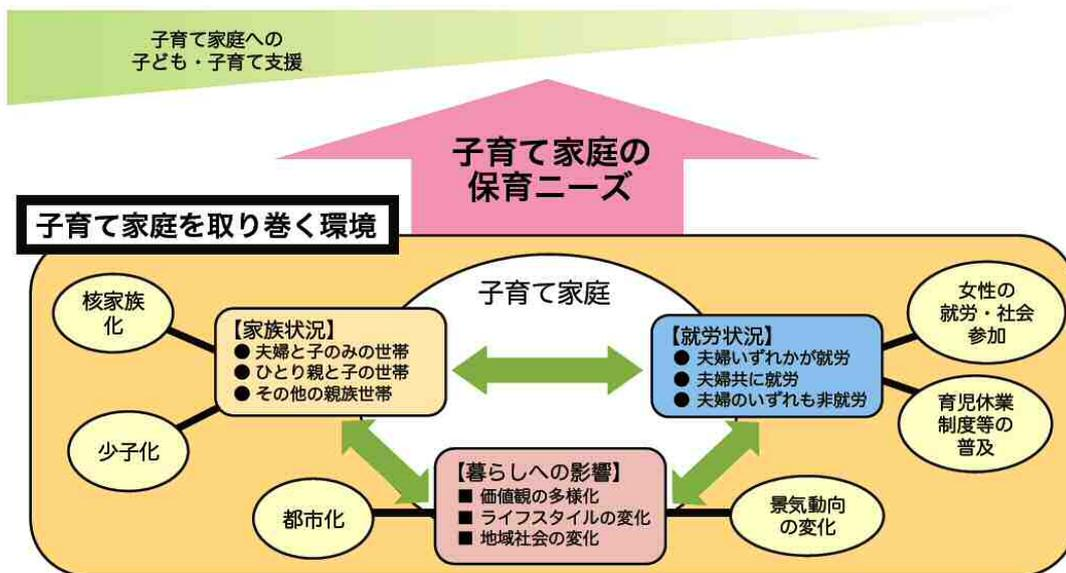 子育て家庭への
子ども・子育て支援
子育て家庭の
保育ニーズ
子育て家庭を取り巻く環境
子育て家庭
核家族
化
少子化
【家族状況】
● 夫婦と子のみの世帯
● ひとり親と子の世帯
● その他の親族世帯
【就労状況】
● 夫婦いずれかが就労
● 夫婦共に就労
● 夫婦のいずれも非就労
女性の
就労・社会
参加
育児休業
制度等の
普及
都市化
【暮らしへの影響】
■ 価値観の多様化
■ ライフスタイルの変化
■ 地域社会の変化
景気動向
の変化